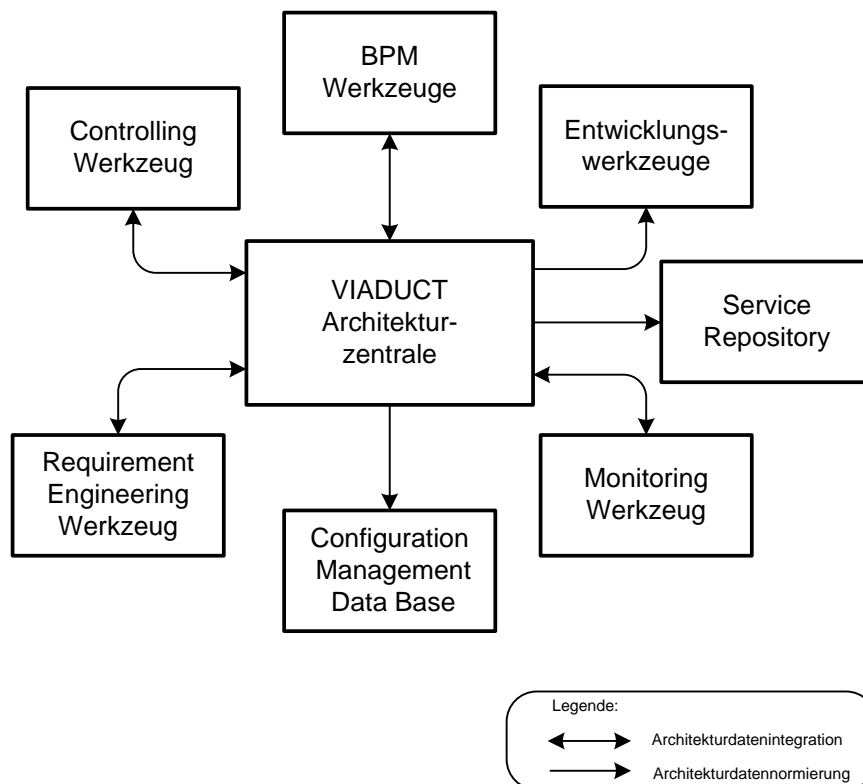 BPM
Werkzeuge
Controlling
Werkzeug
Entwicklungs-
werkzeuge
VIADUCT
Architektur-
zentrale
Service
Repository
Requirement
Engineering
Werkzeug
Monitoring
Werkzeug
Configuration
Management
Data Base
Legende:
Architekturdatenintegration
Architekturdatennormierung